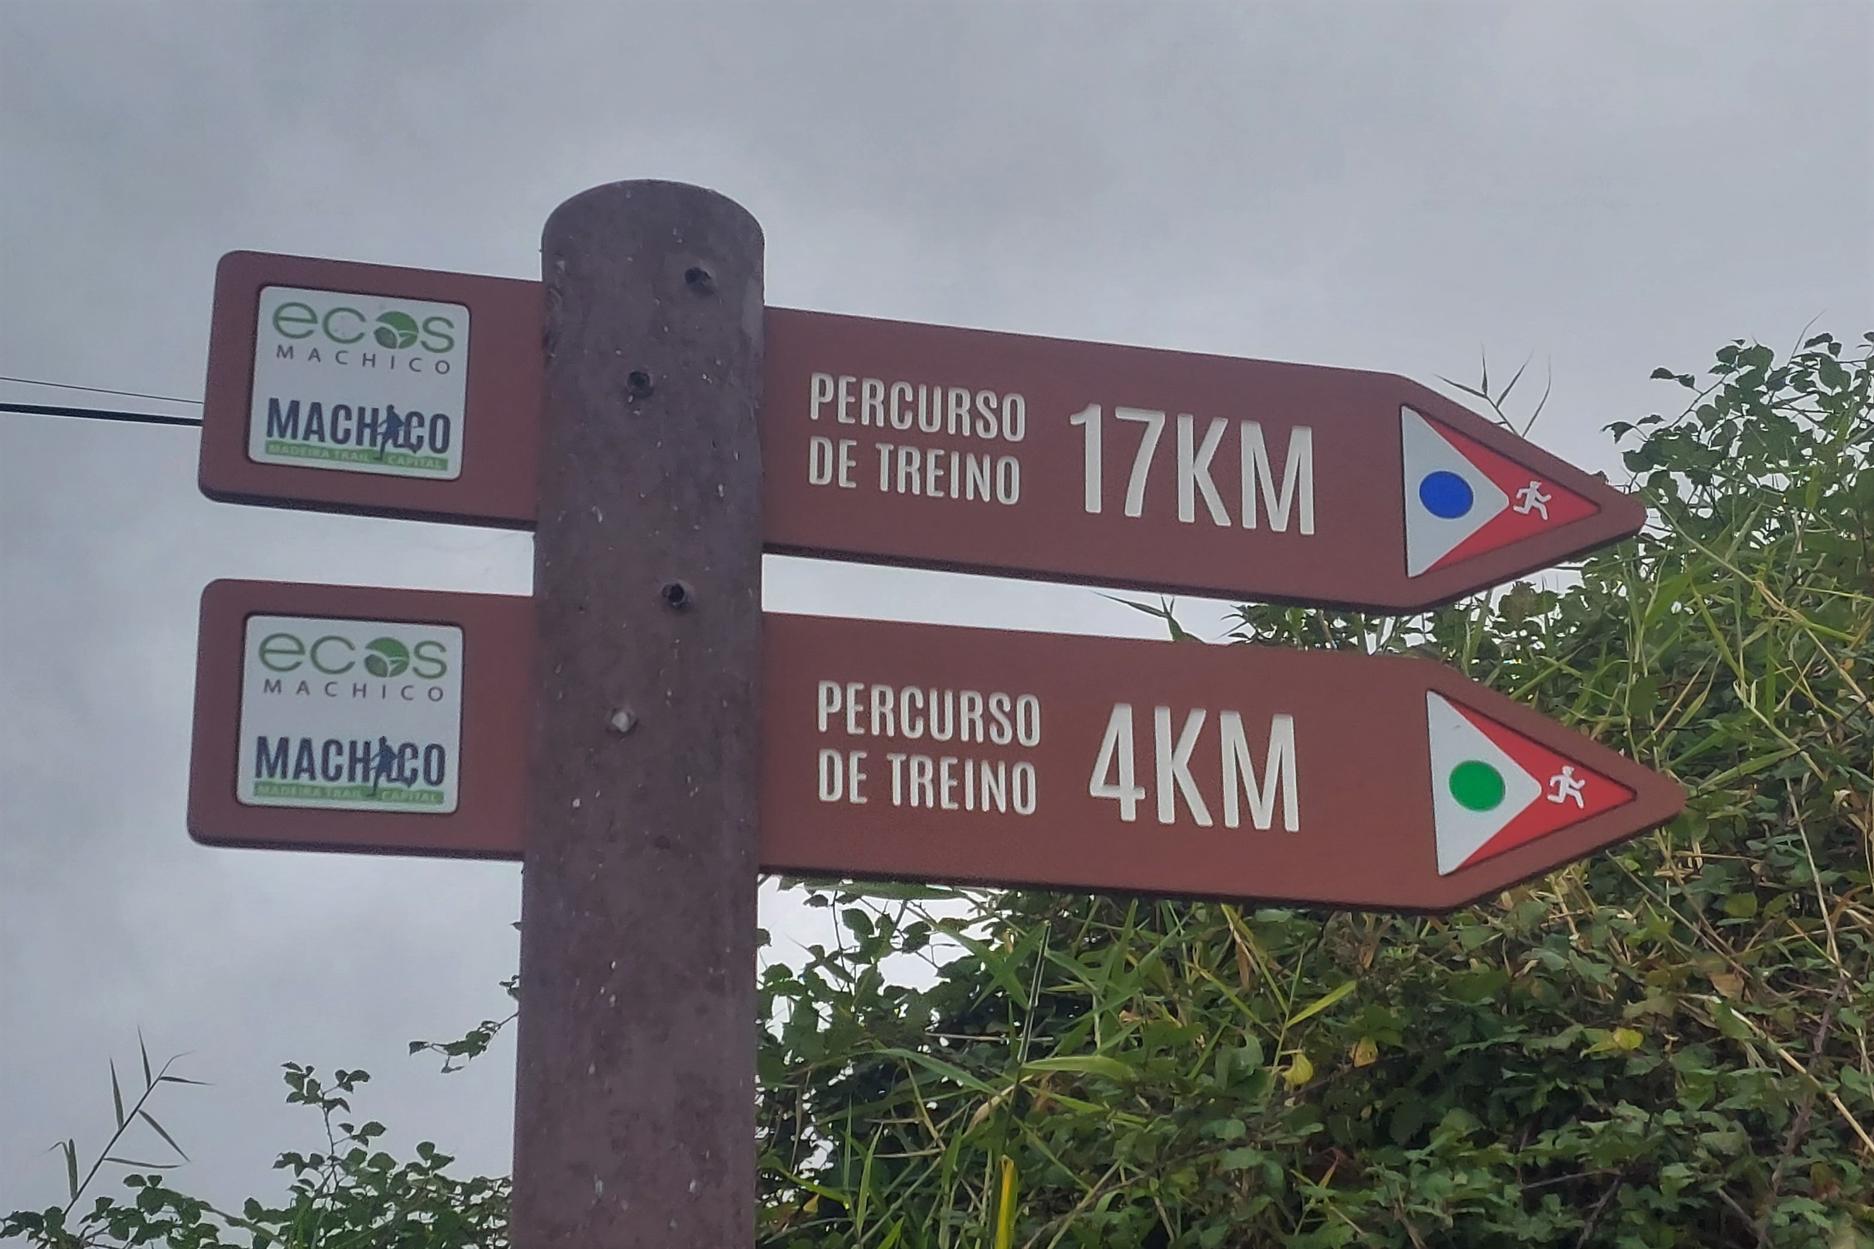 ecos
MACHICO
MACHICO
MADEIRA TRAIL CAPITAL
PERCURSO
DE TREINO
17KM
ecos
MACHICO
MACHICO
MADEIRA TRAIL CAPITAL
PERCURSO
DE TREINO
4KM